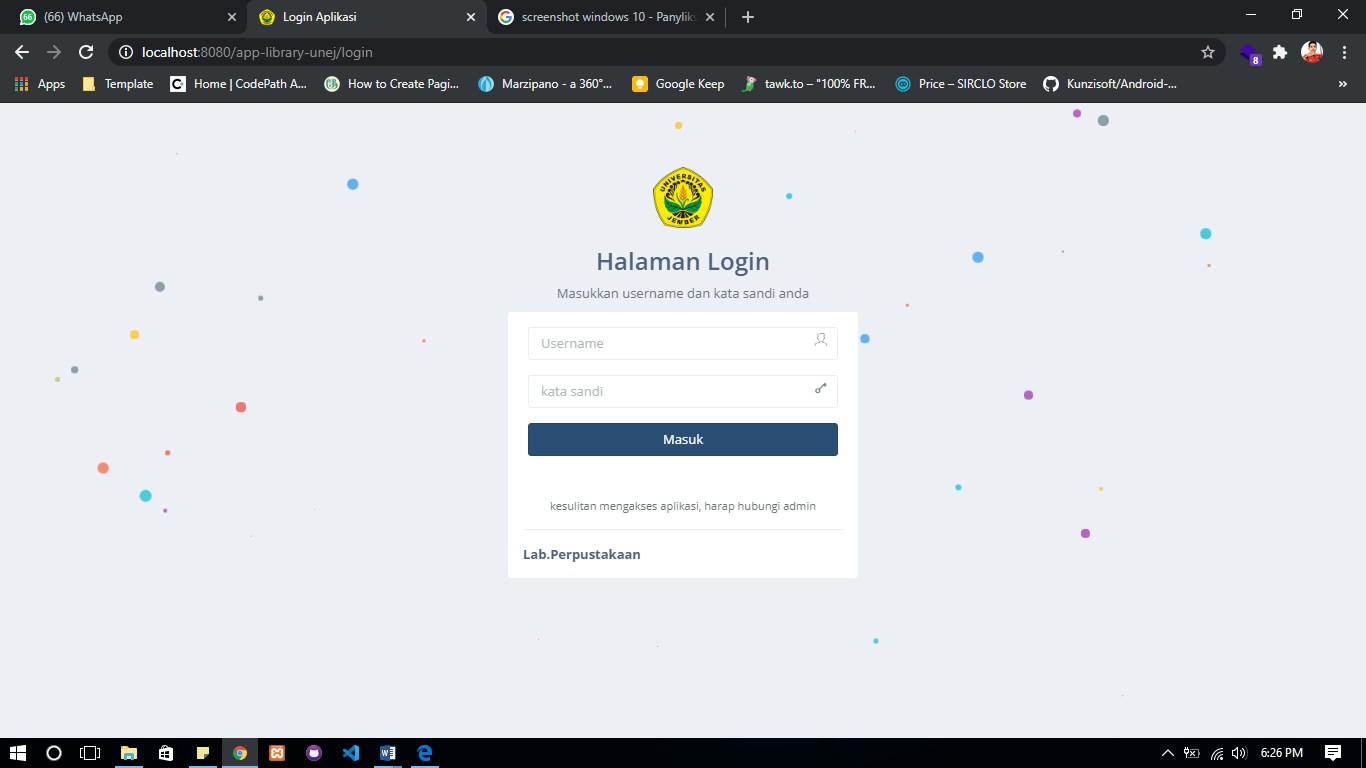 (66) WhatsApp
Login Aplikasi
screenshot windows 10 - Panyliks
localhost:8080/app-library-unej/login
8
Apps
Template
Home | CodePath A...
How to Create Pagi...
Marzipano - a 360°...
Google Keep
tawk.to – "100% FR...
Price – SIRCLO Store
Kunzisoft/Android-...
»
UNIVERSITAS
JEMBER
Halaman Login
Masukkan username dan kata sandi anda
Username
kata sandi
Masuk
kesulitan mengakses aplikasi, harap hubungi admin
Lab.Perpustakaan
6:26 PM